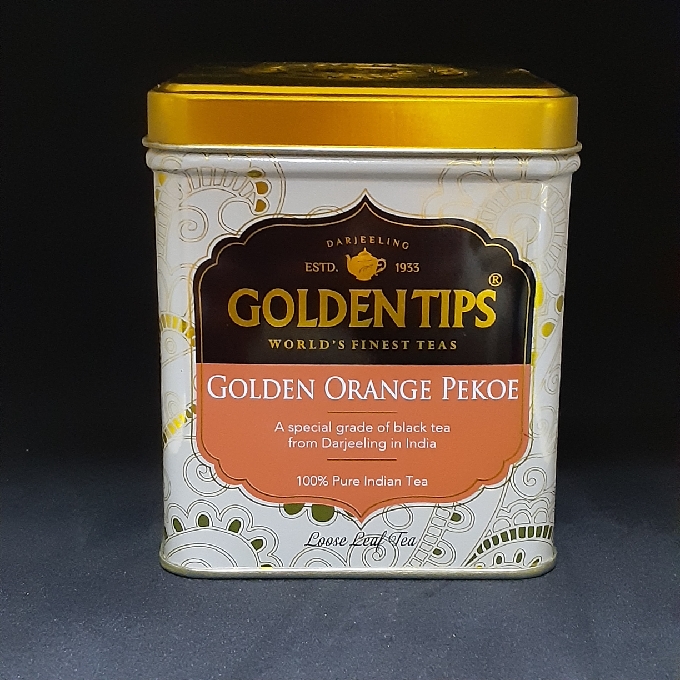 DARJEELING
ESTD. 1933
GOLDEN TIPS®
WORLD'S FINEST TEAS
GOLDEN ORANGE PEKOE
A special grade of black tea
from Darjeeling in India
100% Pure Indian Tea
Loose Leaf Tea